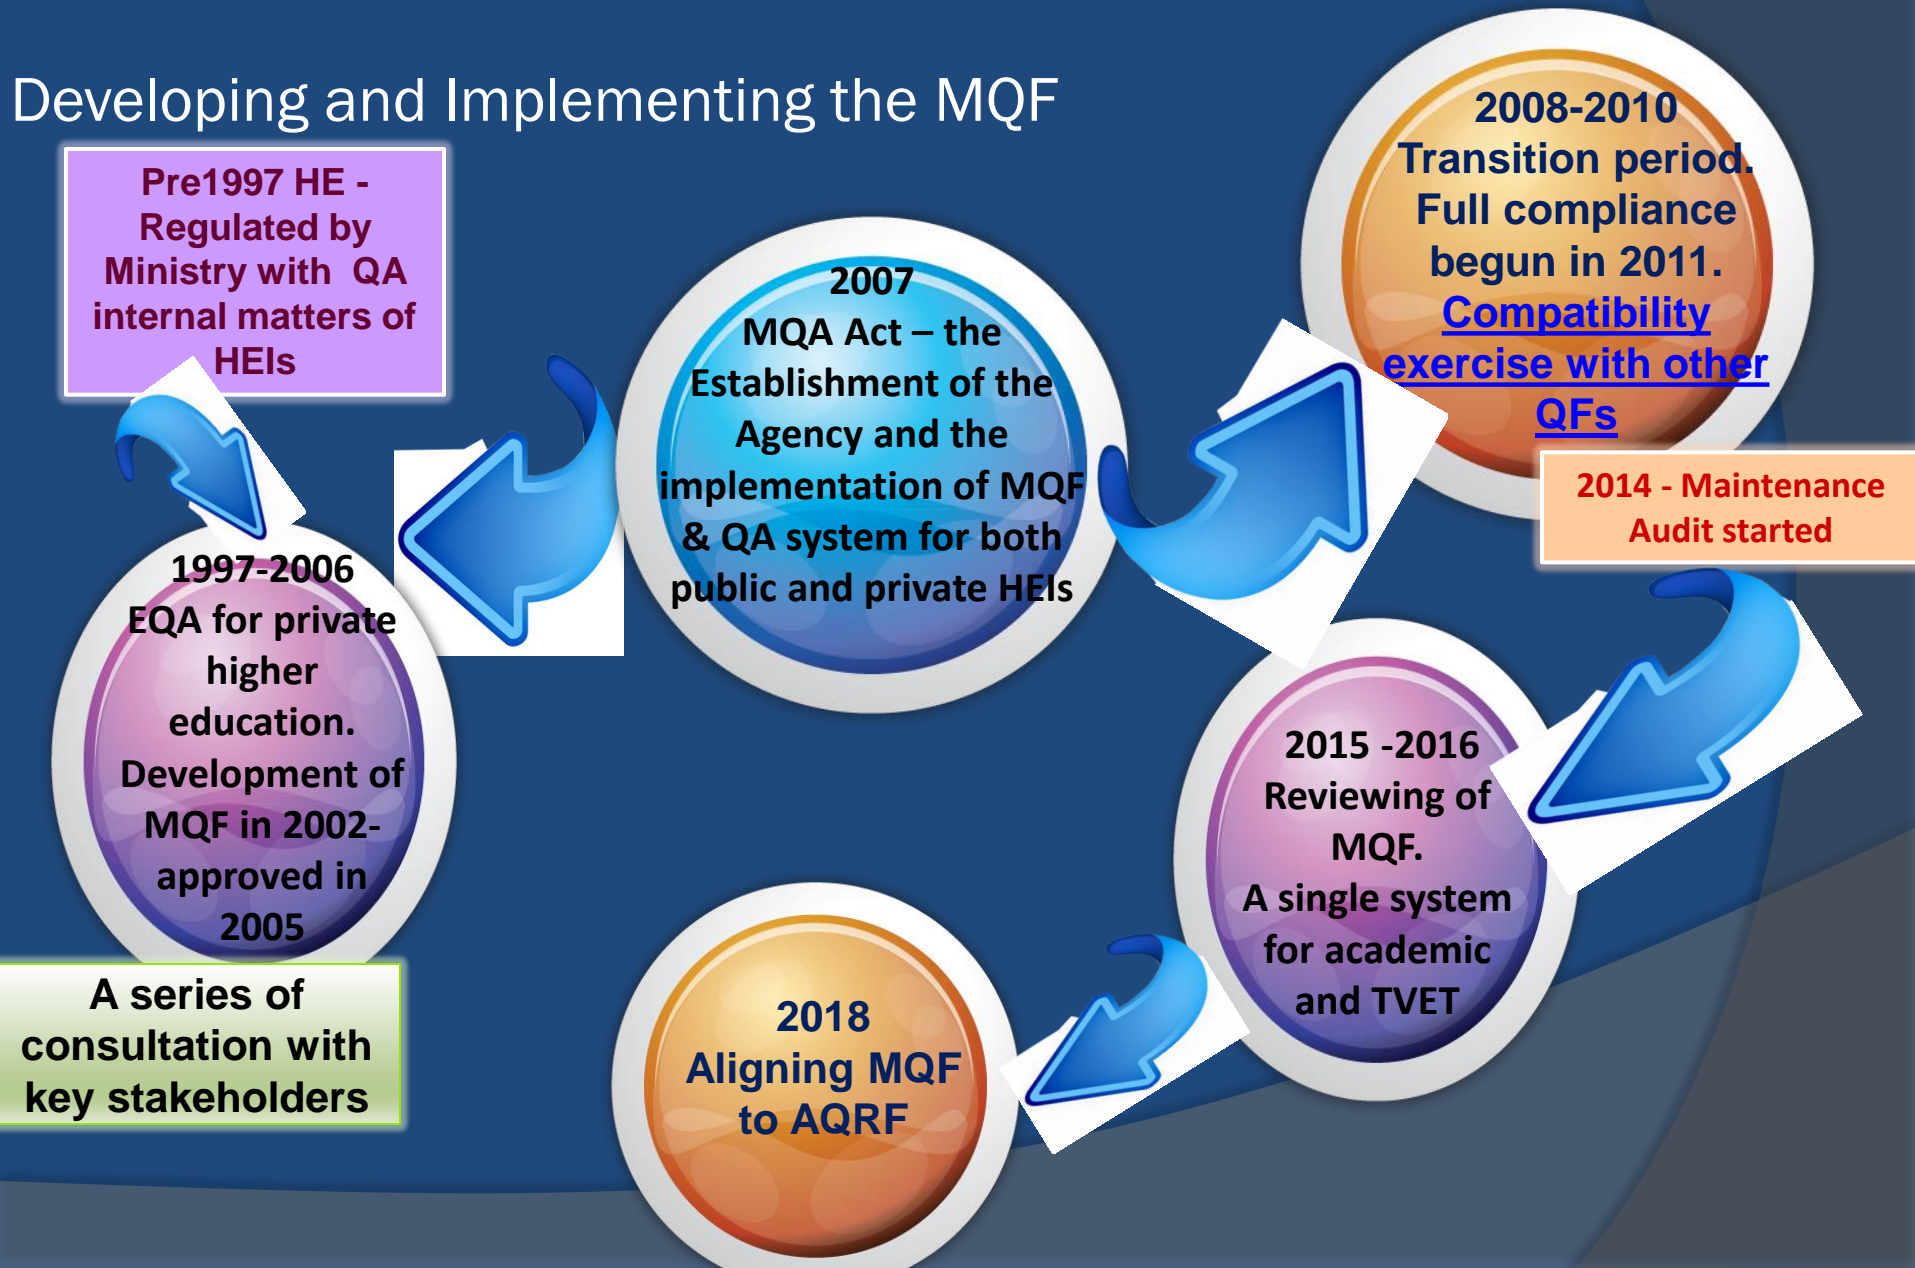 Developing and Implementing the MQF
Pre1997 HE -
Regulated by
Ministry with QA
internal matters of
HEIs
1997-2006
EQA for private
higher
education.
Development of
MQF in 2002-
approved in
2005
A series of
consultation with
key stakeholders
2007
MQA Act – the
Establishment of the
Agency and the
implementation of MQF
& QA system for both
public and private HEIs
2008-2010
Transition period.
Full compliance
begun in 2011.
Compatibility
exercise with other
QFs
2014 - Maintenance
Audit started
2015 -2016
Reviewing of
MQF.
A single system
for academic
and TVET
2018
Aligning MQF
to AQRF